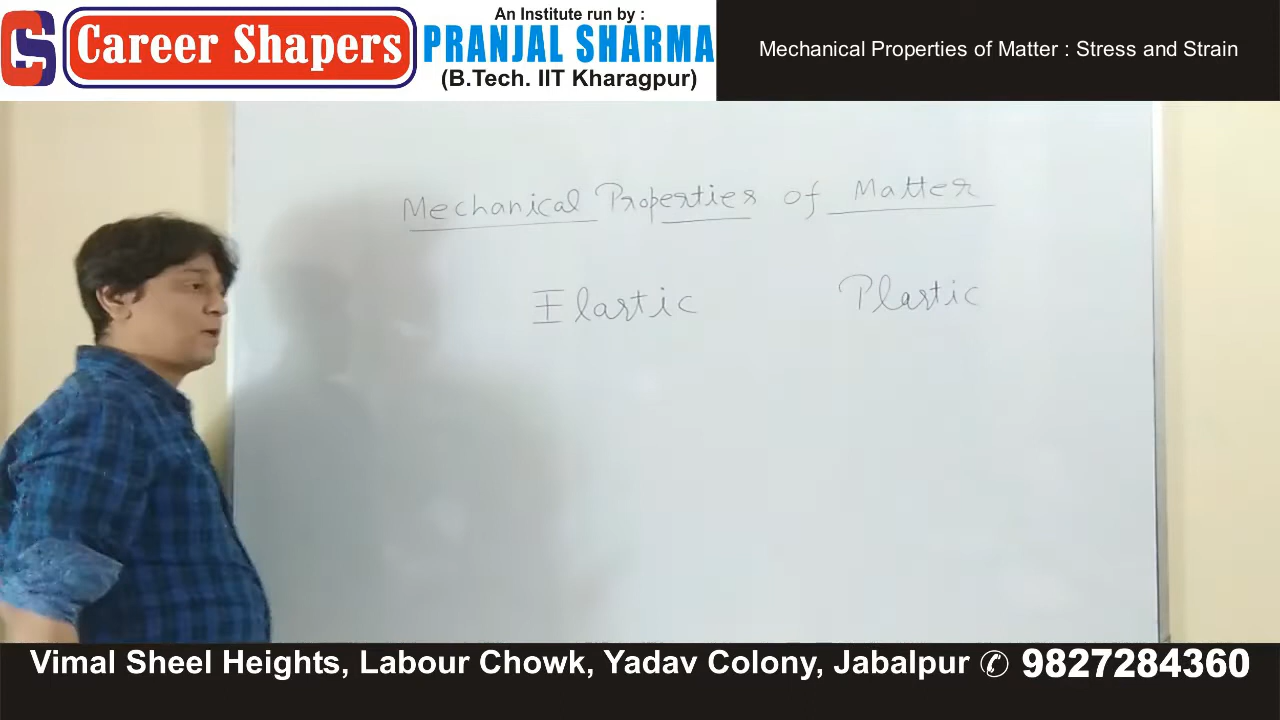 An Institute run by :
CS Career Shapers PRANJAL SHARMA
(B.Tech. IIT Kharagpur)
Mechanical Properties of Matter : Stress and Strain
Mechanical Properties of Matter
Elastic Plastic
Vimal Sheel Heights, Labour Chowk, Yadav Colony, Jabalpur ✆ 9827284360